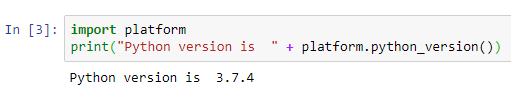 In [3]: import platform
print("Python version is  " + platform.python_version())
Python version is  3.7.4